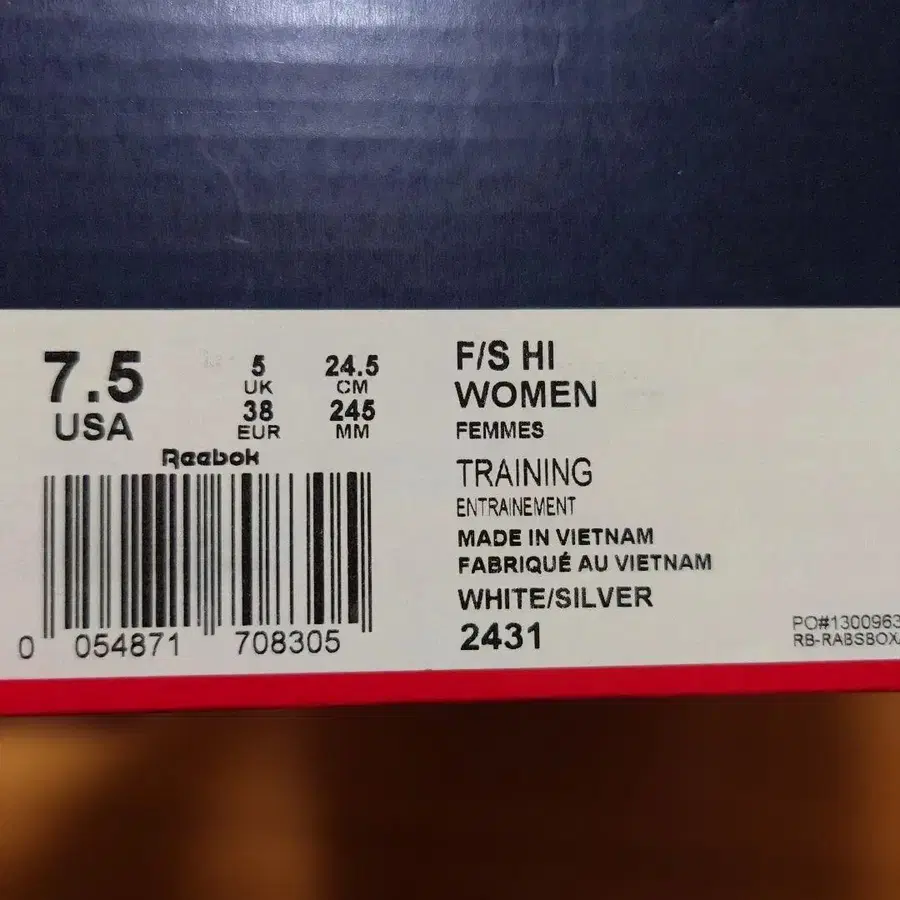 7.5
USA
5
UK
38
EUR
24.5
CM
245
MM
Reebok
0 054871 708305
F/S HI
WOMEN
FEMMES
TRAINING
ENTRAINEMENT
MADE IN VIETNAM
FABRIQUÉ AU VIETNAM
WHITE/SILVER
2431
PO#1300963
RB-RABSBOX